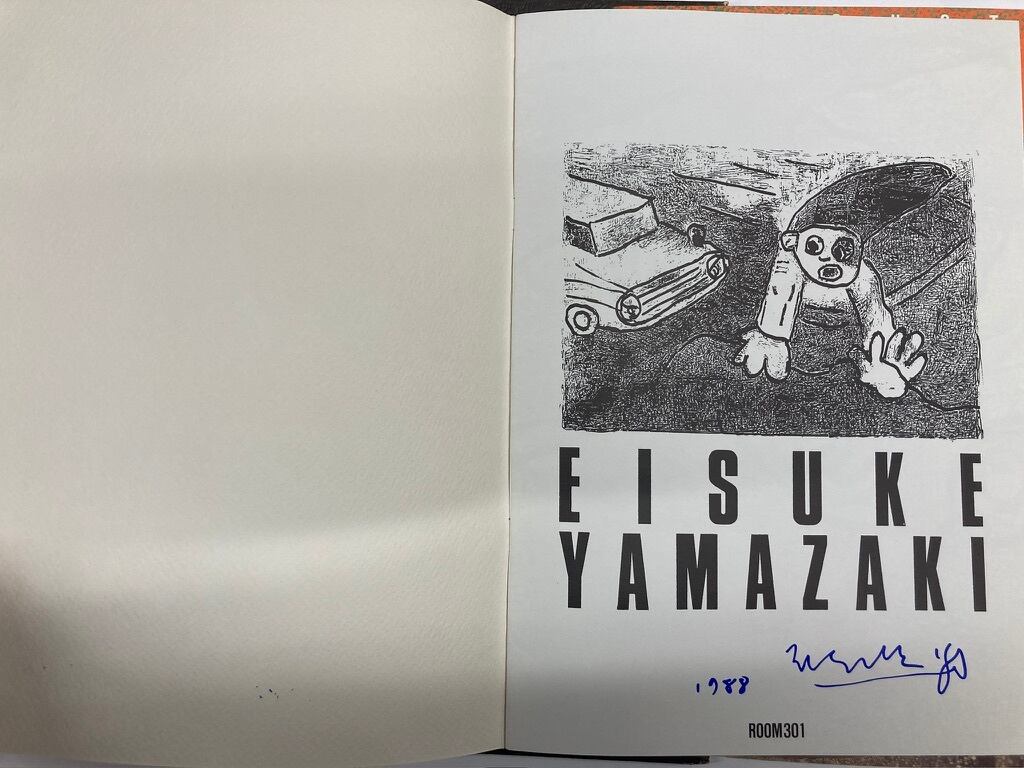 EISUKE
YAMAZAKI
1988
ROOM301